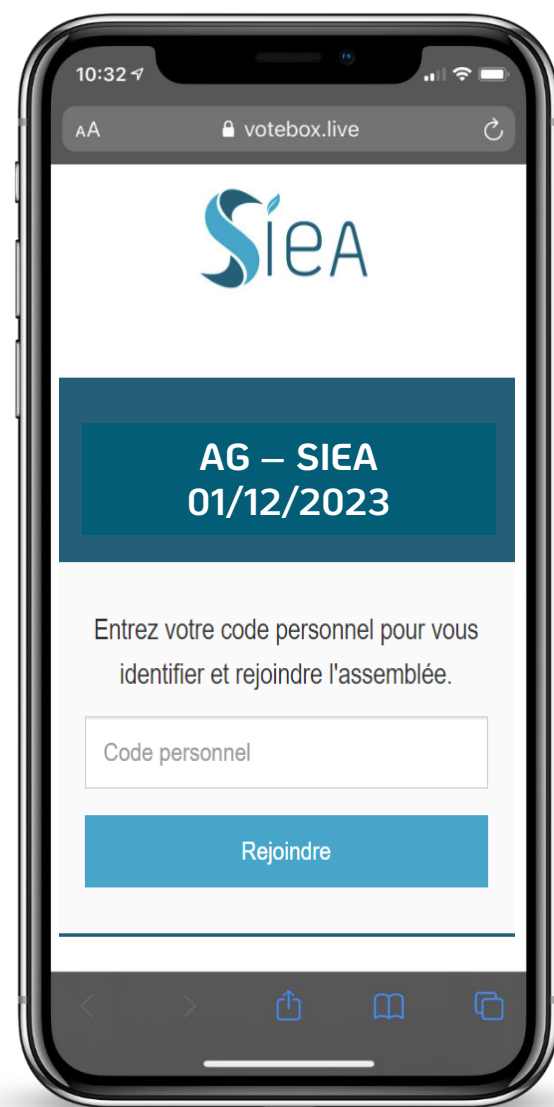 10:32
AA votebox.live
SieA
AG – SIEA
01/12/2023
Entrez votre code personnel pour vous
identifier et rejoindre l'assemblée.
Code personnel
Rejoindre